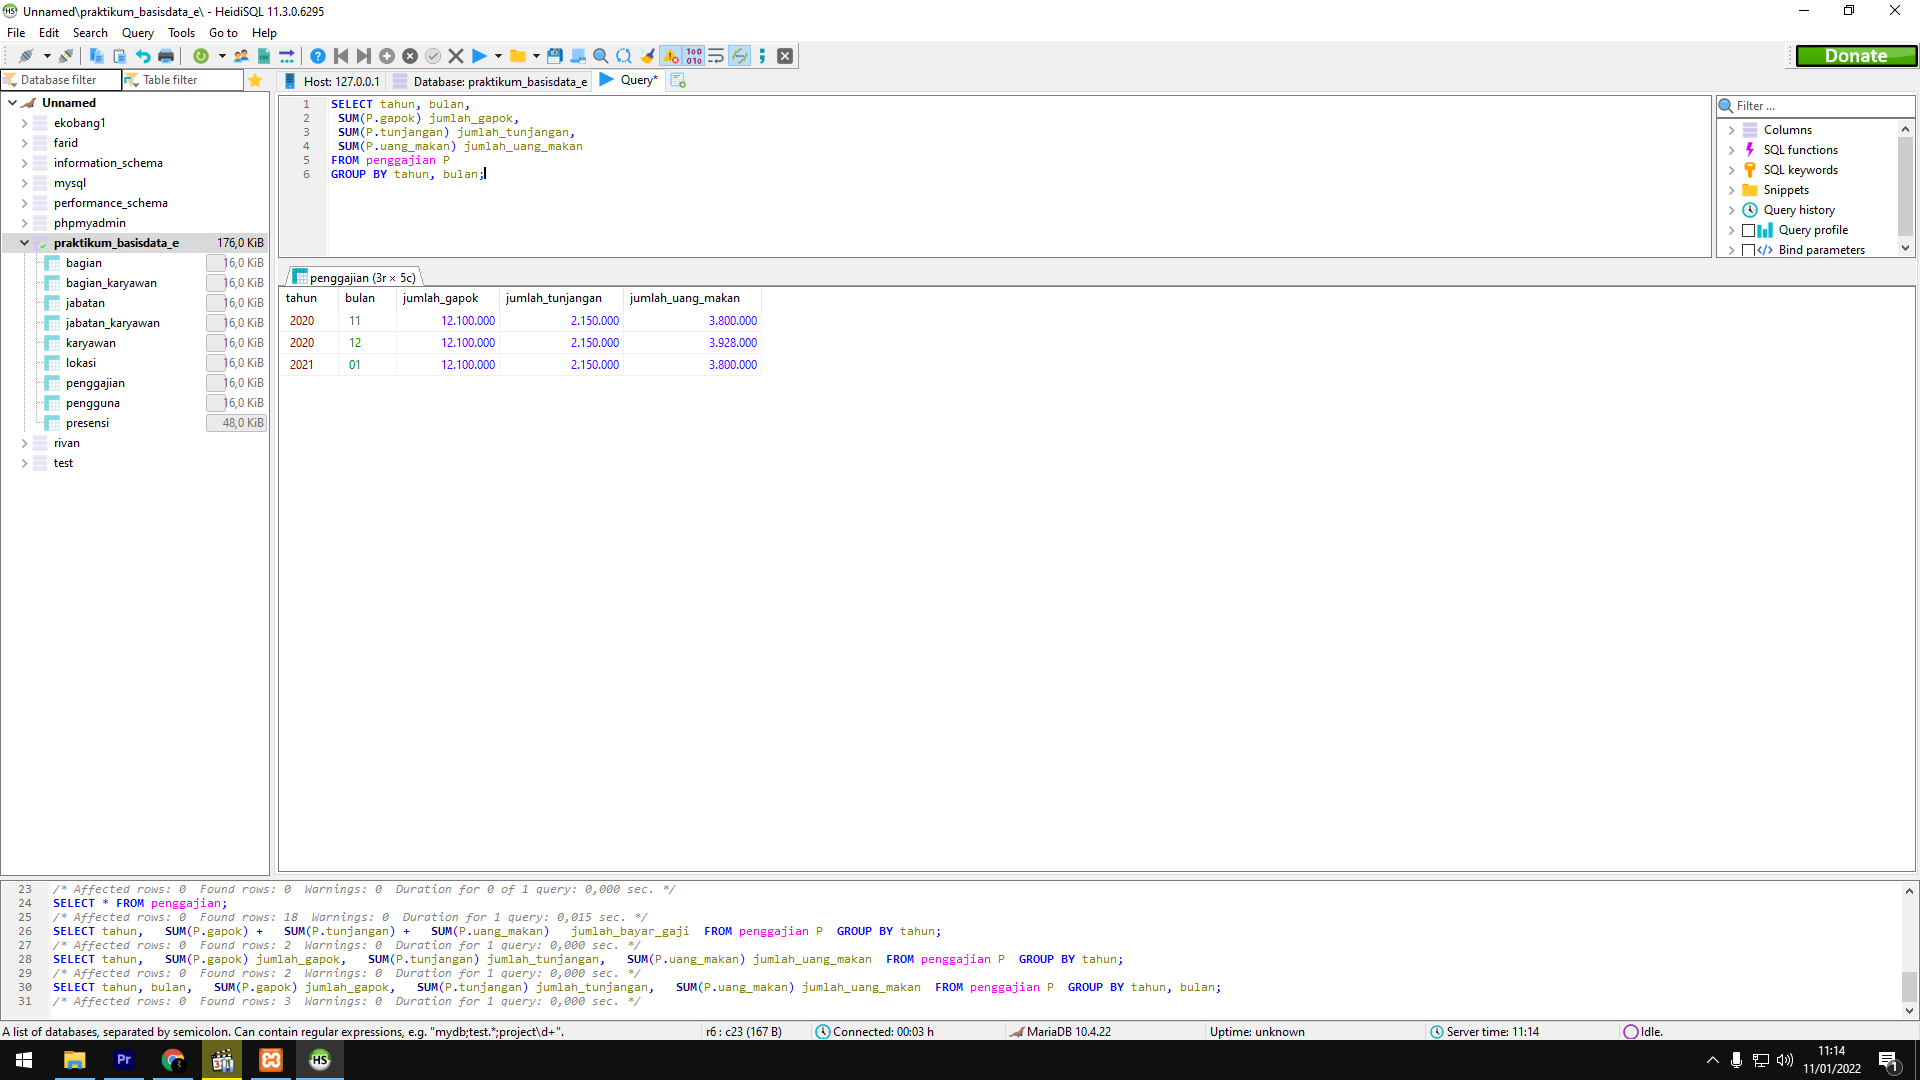 Unnamed\praktikum_basisdata_e\ - HeidiSQL 11.3.0.6295
File Edit Search Query Tools Go to Help
Donate
Database filter Table filter Host: 127.0.0.1 Database: praktikum_basisdata_e Query*
Unnamed
ekobang1
farid
information_schema
mysql
performance_schema
phpmyadmin
praktikum_basisdata_e 176,0 KiB
bagian 16,0 KiB
bagian_karyawan 16,0 KiB
jabatan 16,0 KiB
jabatan_karyawan 16,0 KiB
karyawan 16,0 KiB
lokasi 16,0 KiB
penggajian 16,0 KiB
pengguna 16,0 KiB
presensi 48,0 KiB
rivan
test
1 SELECT tahun, bulan,
2 SUM(P.gapok) jumlah_gapok,
3 SUM(P.tunjangan) jumlah_tunjangan,
4 SUM(P.uang_makan) jumlah_uang_makan
5 FROM penggajian P
6 GROUP BY tahun, bulan;
Filter ...
Columns
SQL functions
SQL keywords
Snippets
Query history
Query profile
Bind parameters
penggajian (3r × 5c)
tahun bulan jumlah_gapok jumlah_tunjangan jumlah_uang_makan
2020 11 12.100.000 2.150.000 3.800.000
2020 12 12.100.000 2.150.000 3.928.000
2021 01 12.100.000 2.150.000 3.800.000
23 /* Affected rows: 0 Found rows: 0 Warnings: 0 Duration for 0 of 1 query: 0,000 sec. */
24 SELECT * FROM penggajian;
25 /* Affected rows: 0 Found rows: 18 Warnings: 0 Duration for 1 query: 0,015 sec. */
26 SELECT tahun, SUM(P.gapok) + SUM(P.tunjangan) + SUM(P.uang_makan) jumlah_bayar_gaji FROM penggajian P GROUP BY tahun;
27 /* Affected rows: 0 Found rows: 2 Warnings: 0 Duration for 1 query: 0,000 sec. */
28 SELECT tahun, SUM(P.gapok) jumlah_gapok, SUM(P.tunjangan) jumlah_tunjangan, SUM(P.uang_makan) jumlah_uang_makan FROM penggajian P GROUP BY tahun;
29 /* Affected rows: 0 Found rows: 2 Warnings: 0 Duration for 1 query: 0,000 sec. */
30 SELECT tahun, bulan, SUM(P.gapok) jumlah_gapok, SUM(P.tunjangan) jumlah_tunjangan, SUM(P.uang_makan) jumlah_uang_makan FROM penggajian P GROUP BY tahun, bulan;
31 /* Affected rows: 0 Found rows: 3 Warnings: 0 Duration for 1 query: 0,000 sec. */
A list of databases, separated by semicolon. Can contain regular expressions, e.g. "mydb;test.*;project\d+". r6 : c23 (167 B) Connected: 00:03 h MariaDB 10.4.22 Uptime: unknown Server time: 11:14 Idle.
Pr
HS
11:14
11/01/2022
1